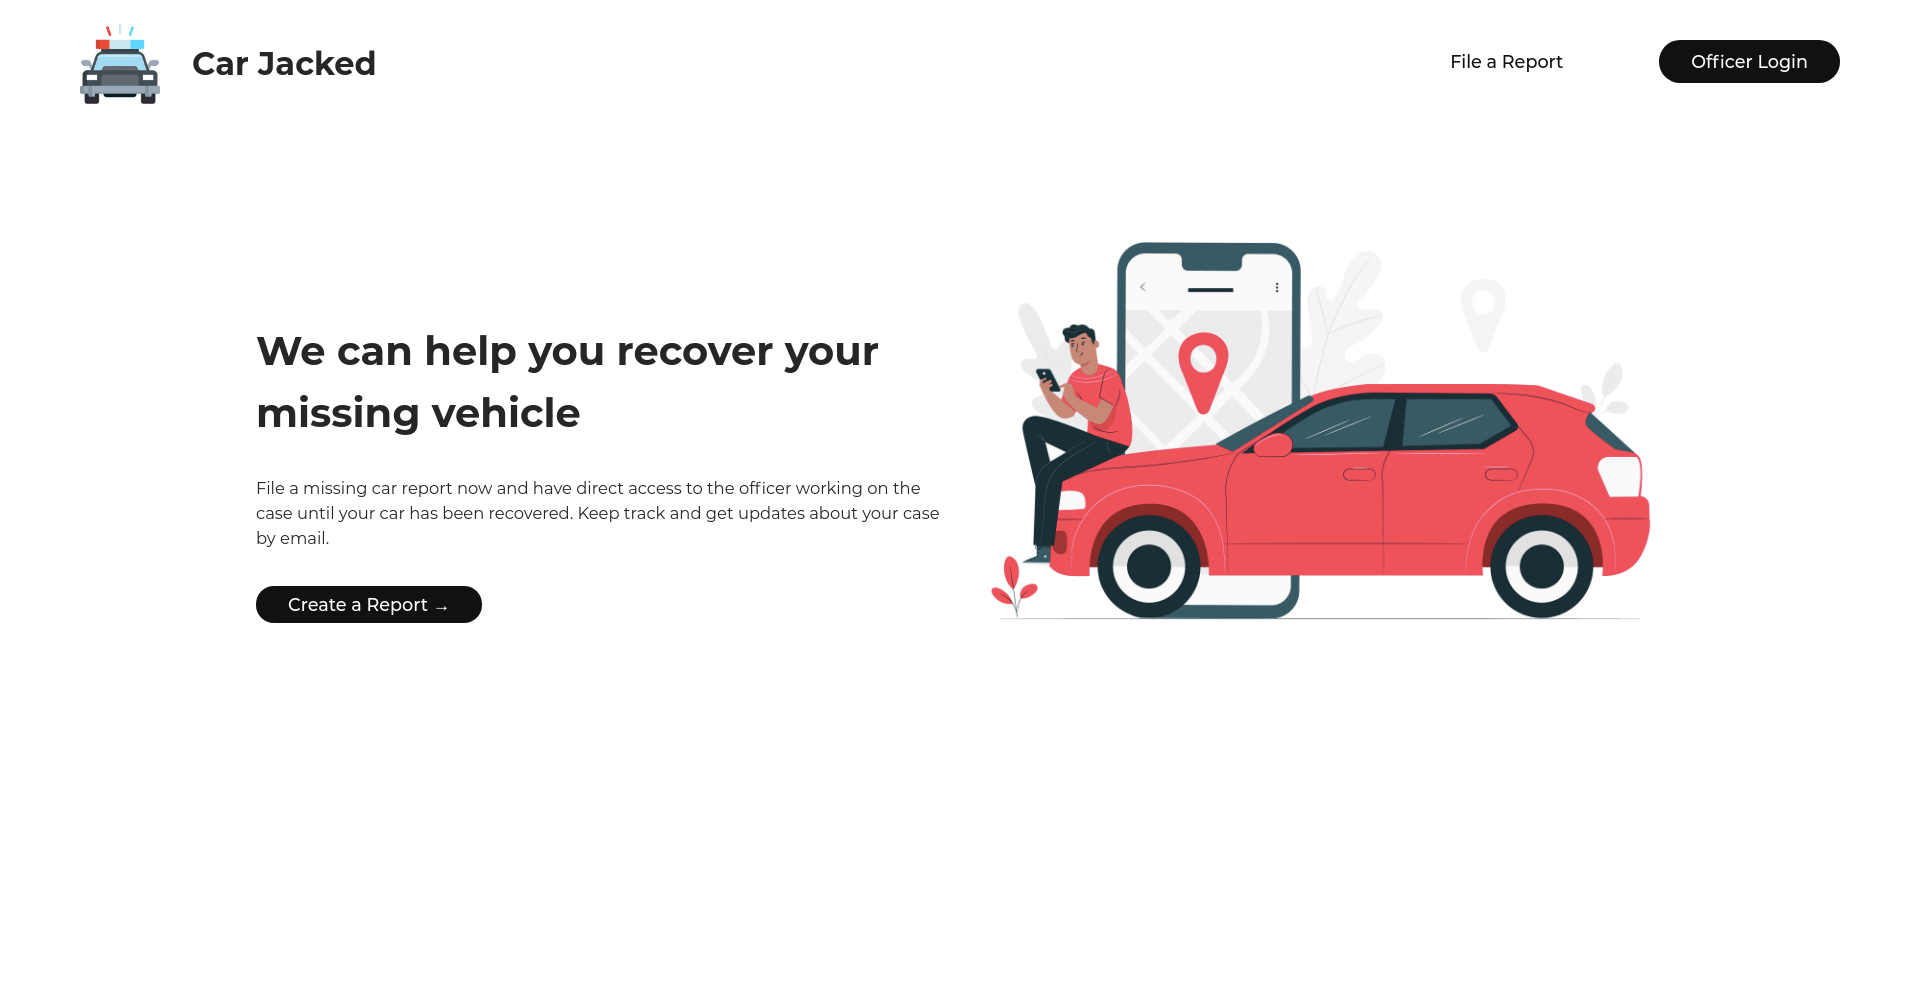 Car Jacked
File a Report
Officer Login
We can help you recover your
missing vehicle
File a missing car report now and have direct access to the officer working on the
case until your car has been recovered. Keep track and get updates about your case
by email.
Create a Report →